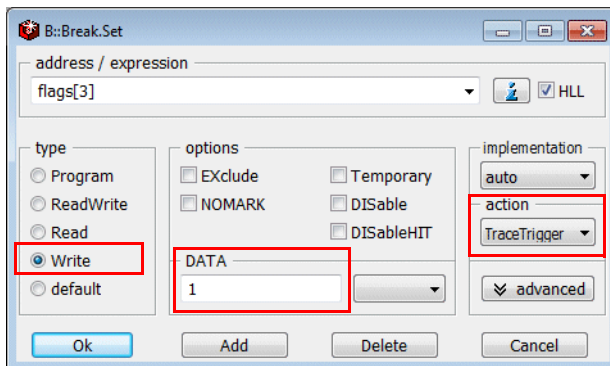 B::Break.Set
address / expression
flags[3]
HLL
type
options
implementation
Program
EXclude
Temporary
auto
ReadWrite
NOMARK
DISable
action
Read
DISableHIT
TraceTrigger
Write
DATA
default
1
advanced
Ok
Add
Delete
Cancel